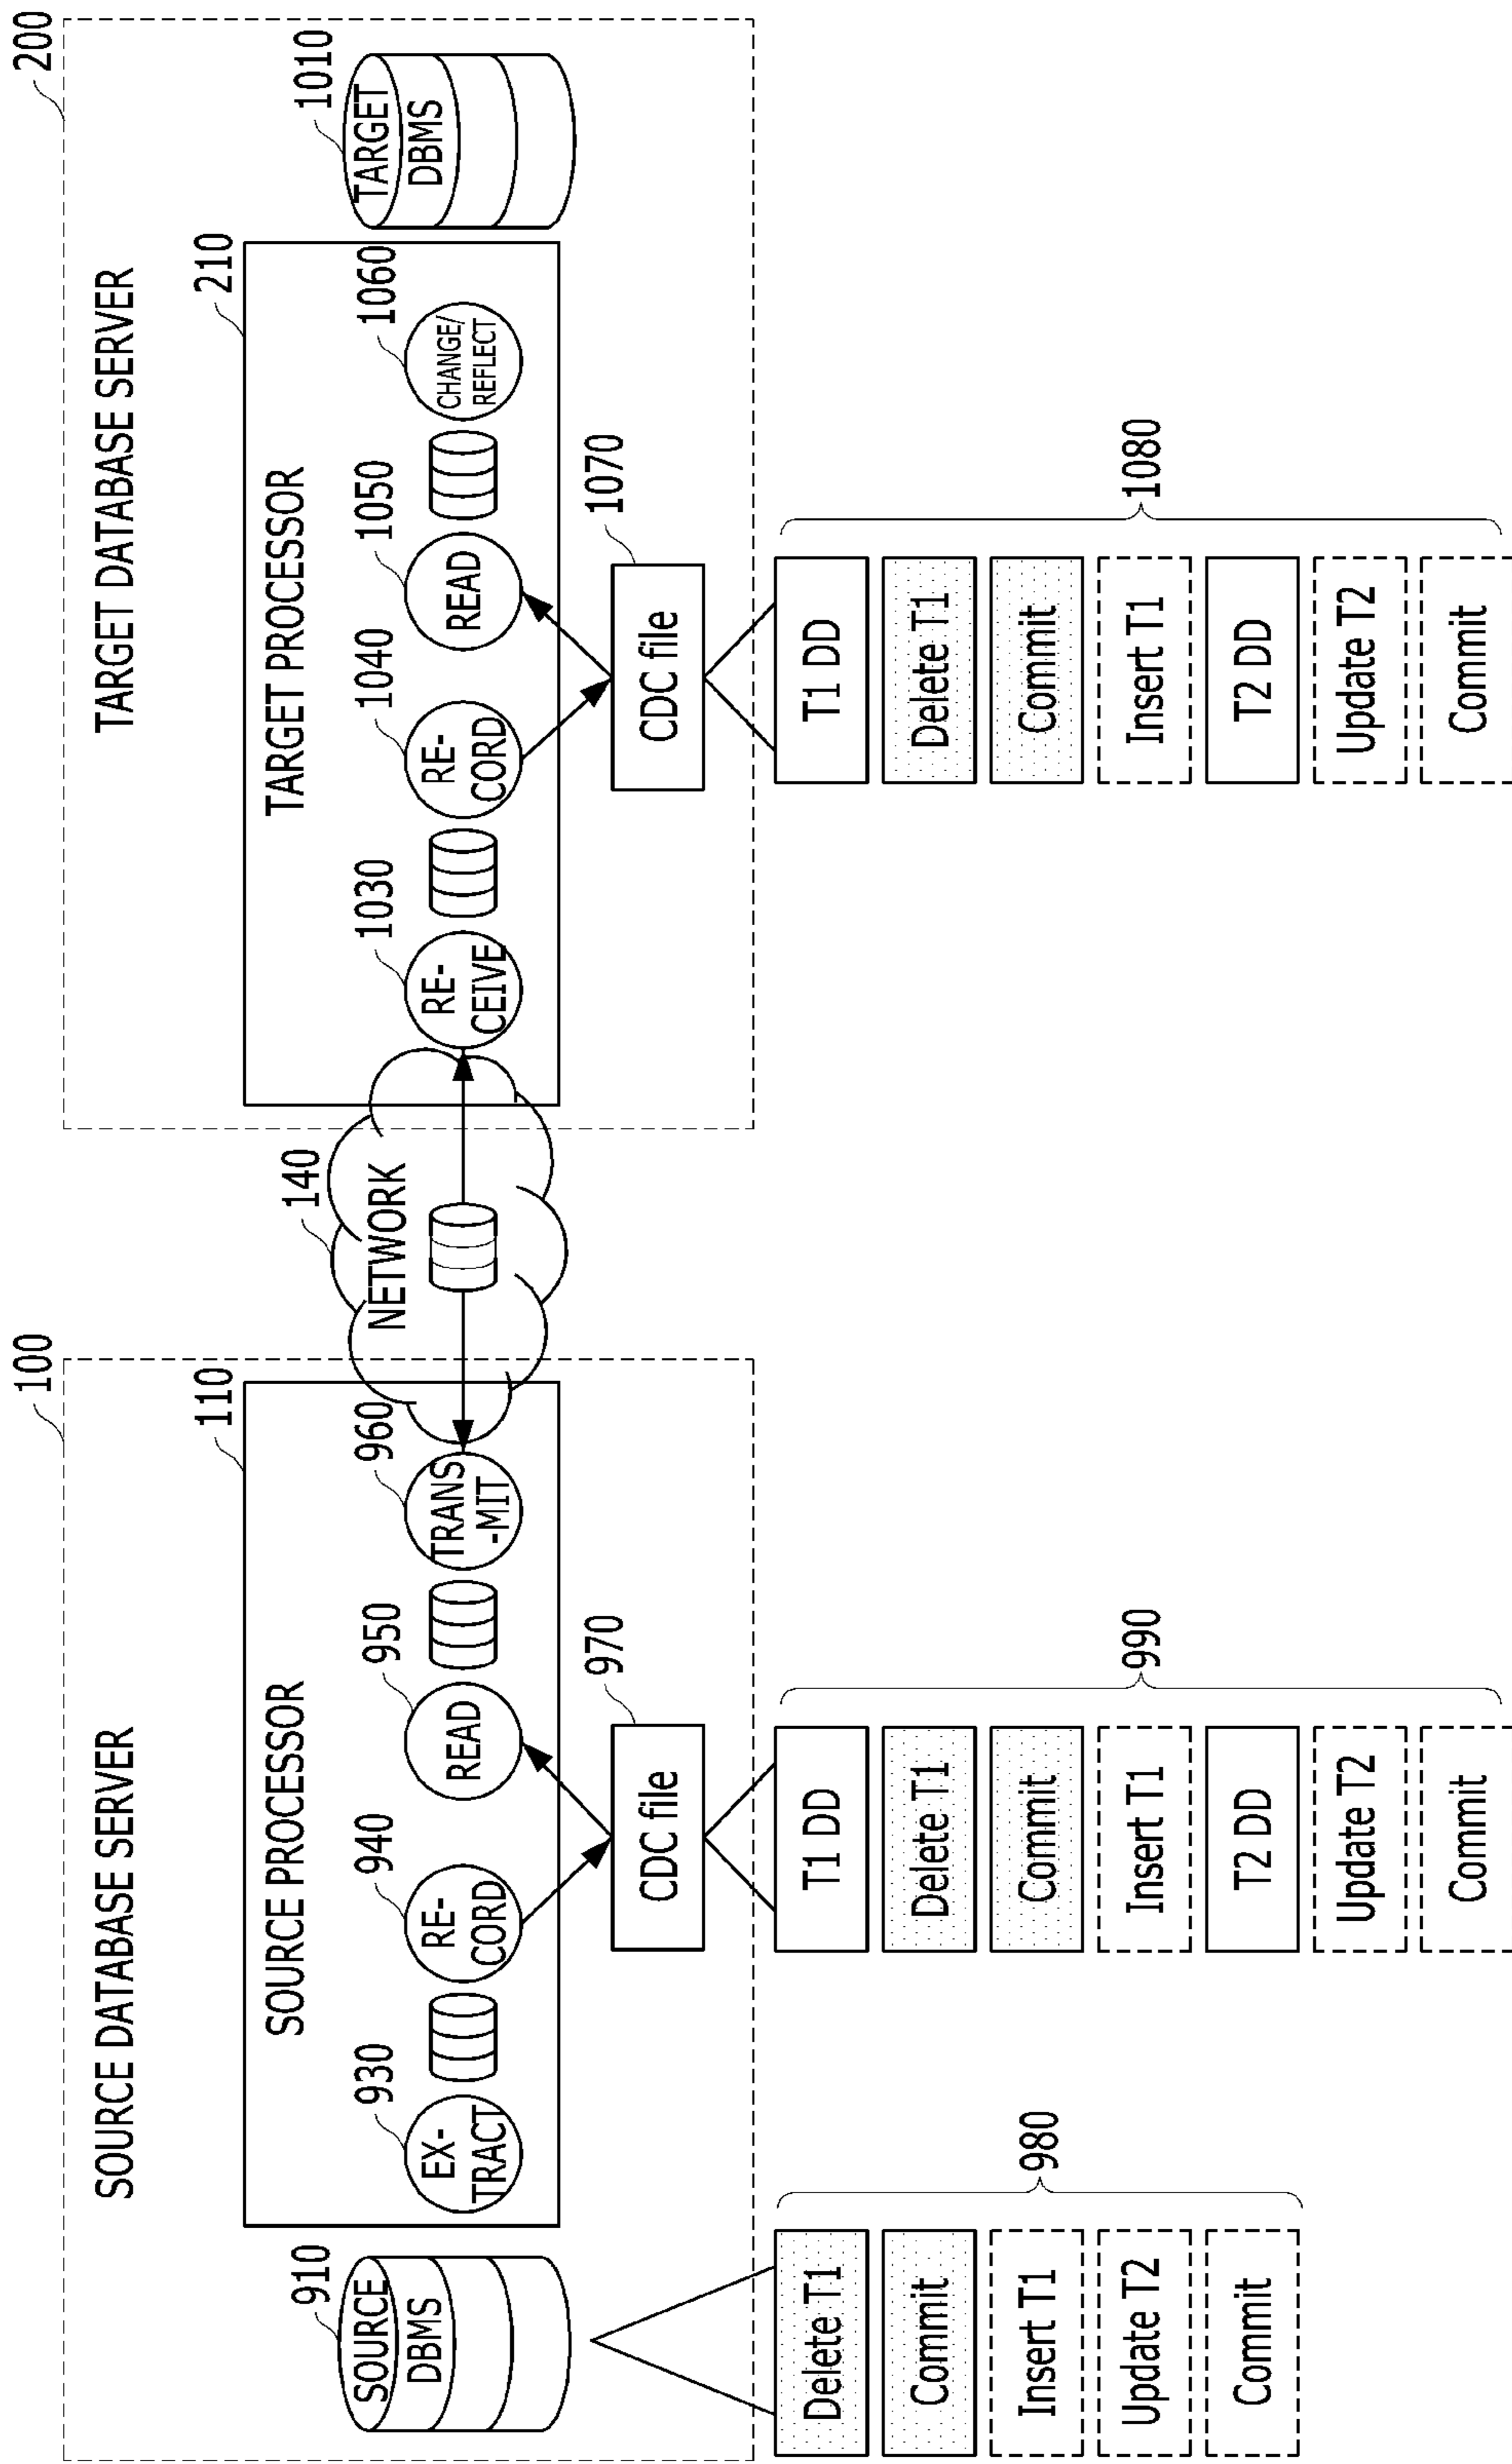 100
SOURCE DATABASE SERVER
110
SOURCE PROCESSOR
910
SOURCE
DBMS
930
EX-
TRACT
940
RE-
CORD
950
READ
960
TRANS
-MIT
970
CDC file
980
Delete T1
Commit
Insert T1
Update T2
Commit
990
T1 DD
Delete T1
Commit
Insert T1
T2 DD
Update T2
Commit
140
NETWORK
200
TARGET DATABASE SERVER
210
TARGET PROCESSOR
1030
RE-
CEIVE
1040
RE-
CORD
1050
READ
1060
CHANGE/
REFLECT
1010
TARGET
DBMS
1070
CDC file
1080
T1 DD
Delete T1
Commit
Insert T1
T2 DD
Update T2
Commit